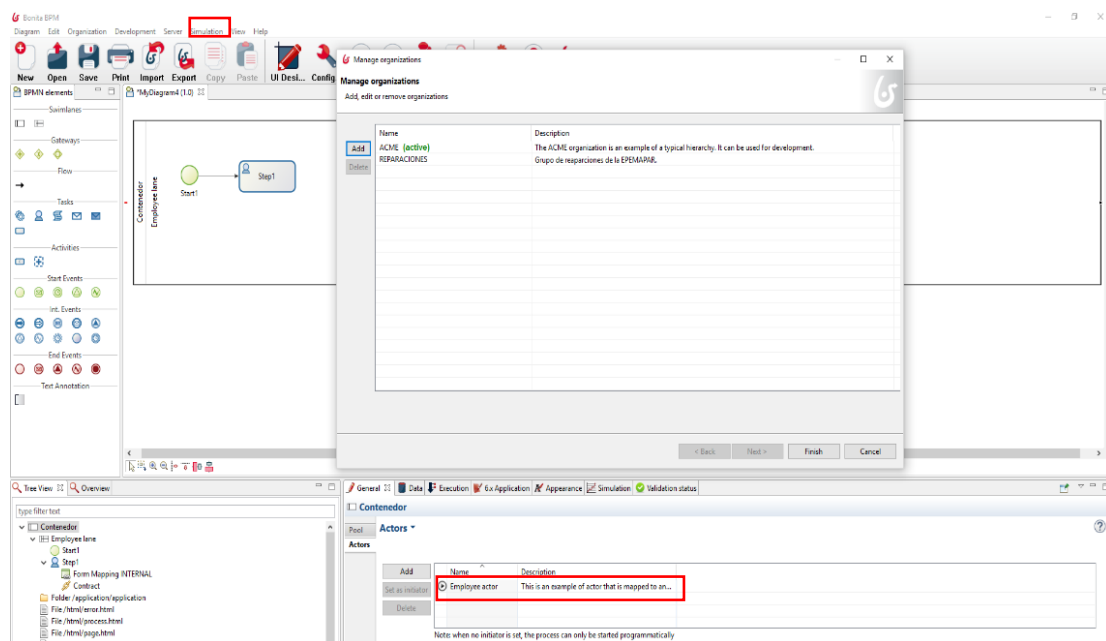 Bonita BPM
Diagram Edit Organization Development Server Simulation View Help
New Open Save Print Import Export Copy Paste UI Desi... Config
Manage organizations
Manage organizations
Add, edit or remove organizations
Name Description
Add
Delete
ACME (active) The ACME organization is an example of a typical hierarchy. It can be used for development.
REPARACIONES Grupo de reaparciones de la EPEMAPAR.
< Back Next > Finish Cancel
BPMN elements
*MyDiagram4 (1.0)
Swimlanes
Gateways
Flow
Tasks
Activities
Start Events
Int. Events
End Events
Text Annotation
Contenedor
Employee lane
Start1
Step1
Tree View Overview
type filter text
Contenedor
Employee lane
Start1
Step1
Form Mapping INTERNAL
Contract
Folder /application/application
File /html/error.html
File /html/process.html
File /html/page.html
General Data Execution 6.x Application Appearance Simulation Validation status
Contenedor
Pool
Actors
Actors
Add
Set as initiator
Delete
Name Description
Employee actor This is an example of actor that is mapped to an...
Note: when no initiator is set, the process can only be started programmatically